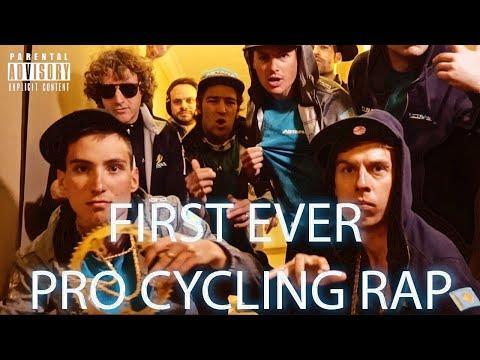 PARENTAL
ADVISORY
EXPLICIT CONTENT
FIRST EVER
PRO CYCLING RAP